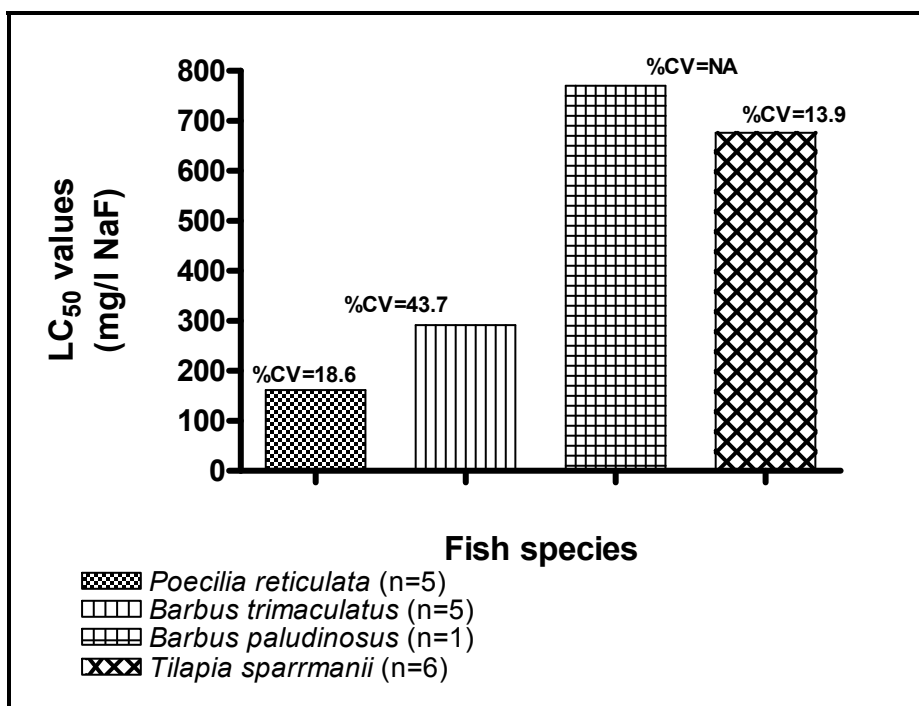 %CV=NA
800
%CV=13.9
700
600
500
400
%CV=43.7
300
%CV=18.6
200
100
0
LC50 values
(mg/l NaF)
Fish species
Poecilia reticulata (n=5)
Barbus trimaculatus (n=5)
Barbus paludinosus (n=1)
Tilapia sparrmanii (n=6)